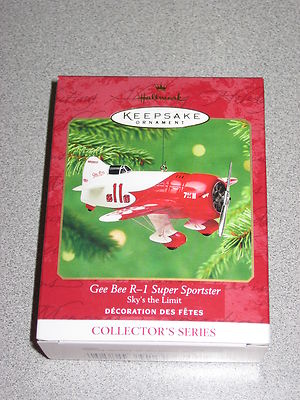 Hallmark
KEEPSAKE
ORNAMENT
Gee Bee R-1 Super Sportster
Sky's the Limit
DÉCORATION DES FÊTES
COLLECTOR'S SERIES